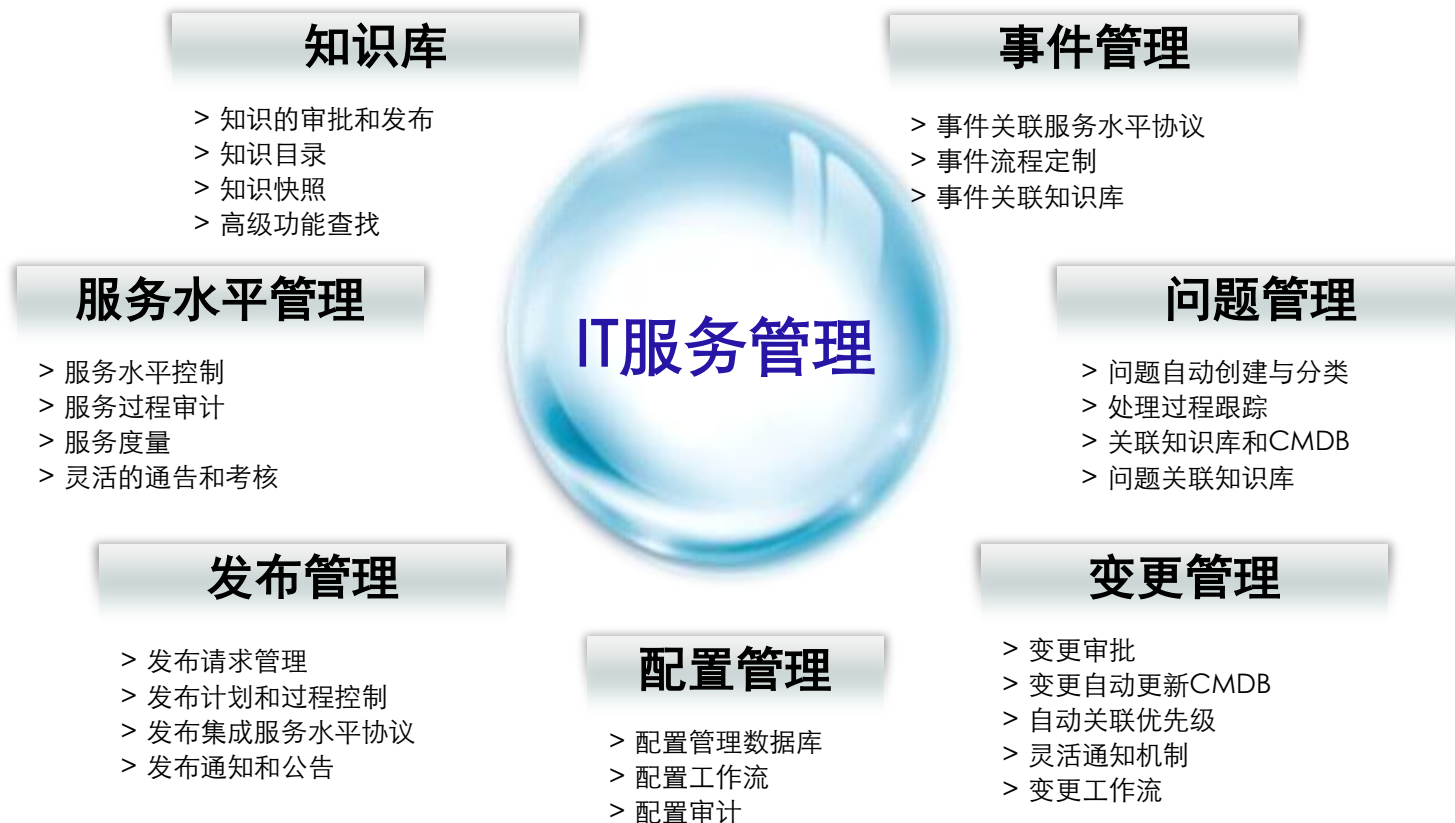 知识库
> 知识的审批和发布
> 知识目录
> 知识快照
> 高级功能查找
事件管理
> 事件关联服务水平协议
> 事件流程定制
> 事件关联知识库
服务水平管理
> 服务水平控制
> 服务过程审计
> 服务度量
> 灵活的通告和考核
IT服务管理
问题管理
> 问题自动创建与分类
> 处理过程跟踪
> 关联知识库和CMDB
> 问题关联知识库
发布管理
> 发布请求管理
> 发布计划和过程控制
> 发布集成服务水平协议
> 发布通知和公告
配置管理
> 配置管理数据库
> 配置工作流
> 配置审计
变更管理
> 变更审批
> 变更自动更新CMDB
> 自动关联优先级
> 灵活通知机制
> 变更工作流